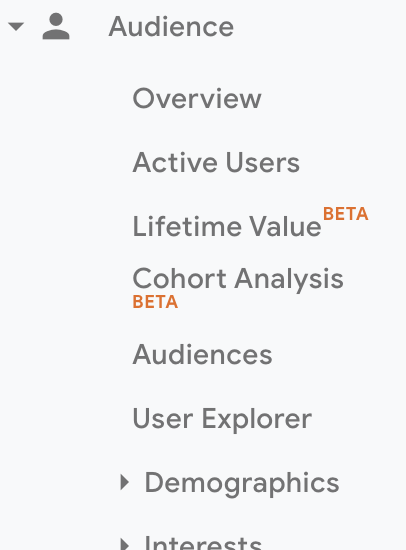 Audience
Overview
Active Users
Lifetime Value BETA
Cohort Analysis
BETA
Audiences
User Explorer
Demographics
Interests